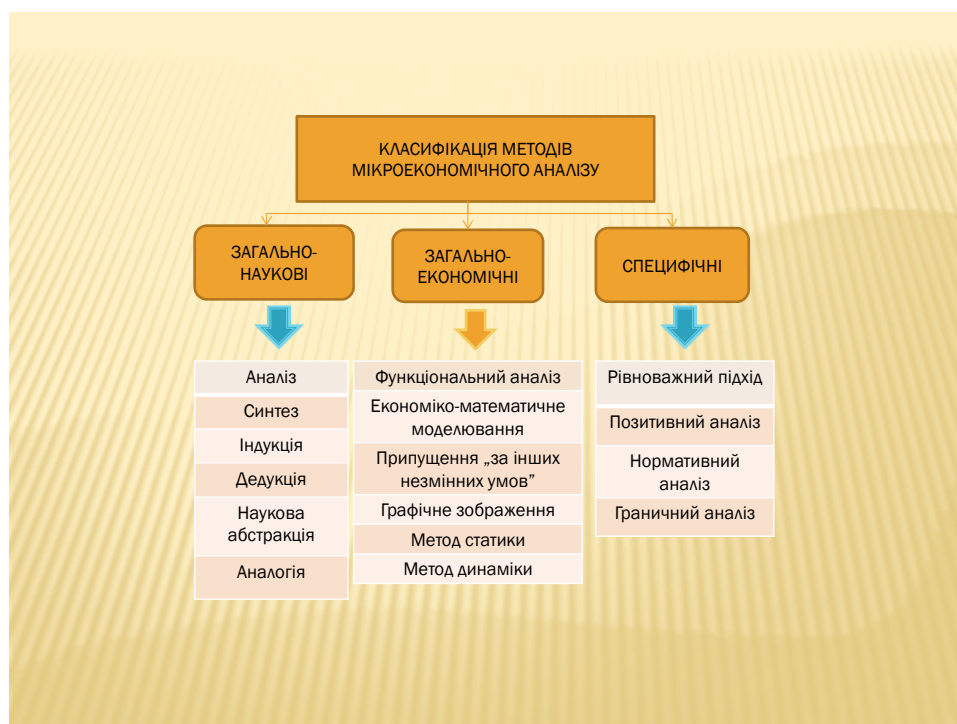 КЛАСИФІКАЦІЯ МЕТОДІВ
МІКРОЕКОНОМІЧНОГО АНАЛІЗУ
ЗАГАЛЬНО-
НАУКОВІ
ЗАГАЛЬНО-
ЕКОНОМІЧНІ
СПЕЦИФІЧНІ
Аналіз
Синтез
Індукція
Дедукція
Наукова
абстракція
Аналогія
Функціональний аналіз
Економіко-математичне
моделювання
Припущення „за інших
незмінних умов”
Графічне зображення
Метод статики
Метод динаміки
Рівноважний підхід
Позитивний аналіз
Нормативний
аналіз
Граничний аналіз